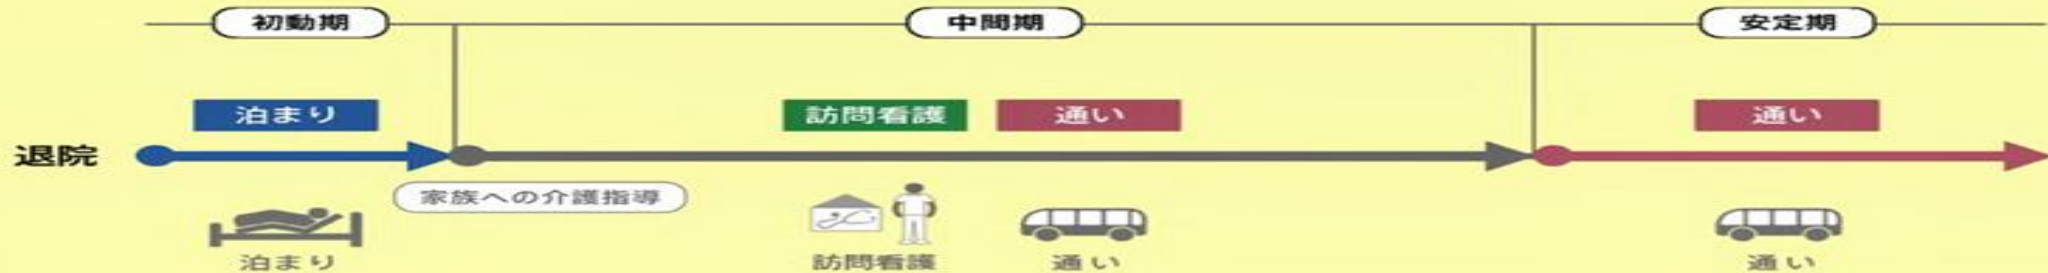 初動期 中間期 安定期
泊まり 訪問看護 通い 通い
退院
家族への介護指導
泊まり 訪問看護 通い 通い